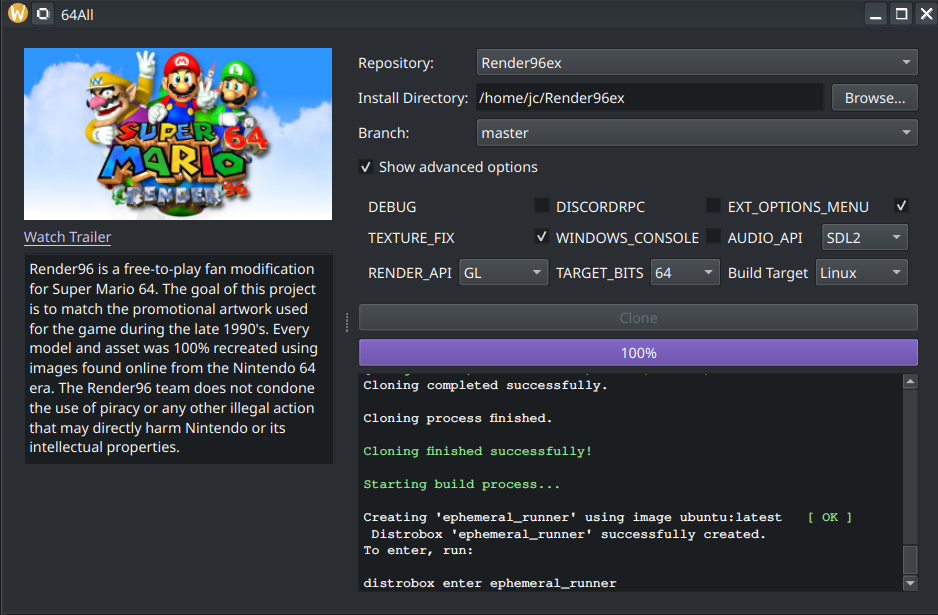 64All
SUPER
MARIO 64
RENDER 96
Watch Trailer
Render96 is a free-to-play fan modification
for Super Mario 64. The goal of this project
is to match the promotional artwork used
for the game during the late 1990's. Every
model and asset was 100% recreated using
images found online from the Nintendo 64
era. The Render96 team does not condone
the use of piracy or any other illegal action
that may directly harm Nintendo or its
intellectual properties.
Repository: Render96ex
Install Directory: /home/jc/Render96ex Browse...
Branch: master
Show advanced options
DEBUG DISCORDRPC EXT_OPTIONS_MENU
TEXTURE_FIX WINDOWS_CONSOLE AUDIO_API SDL2
RENDER_API GL TARGET_BITS 64 Build Target Linux
Clone
100%
Cloning completed successfully.
Cloning process finished.
Cloning finished successfully!
Starting build process...
Creating 'ephemeral_runner' using image ubuntu:latest [ OK ]
Distrobox 'ephemeral_runner' successfully created.
To enter, run:
distrobox enter ephemeral_runner